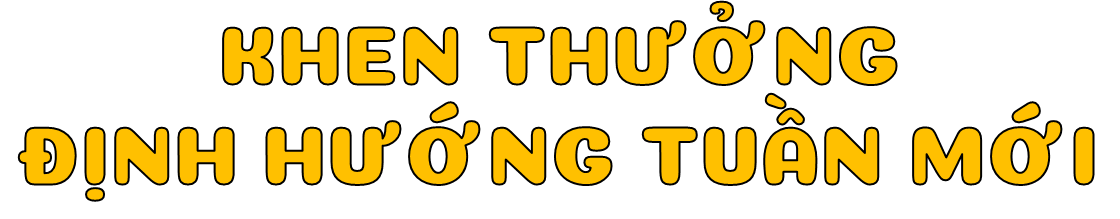 KHEN THƯỞNG
ĐỊNH HƯỚNG TUẦN MỚI